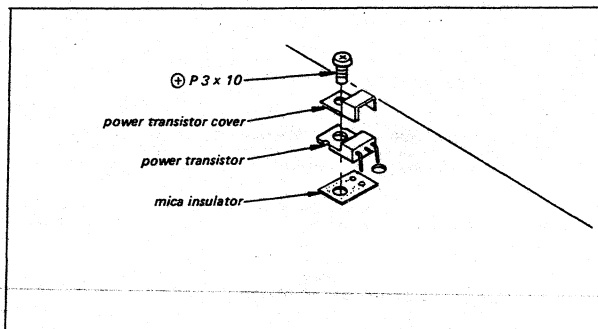 ⊕ P 3 x 10
power transistor cover
power transistor
mica insulator